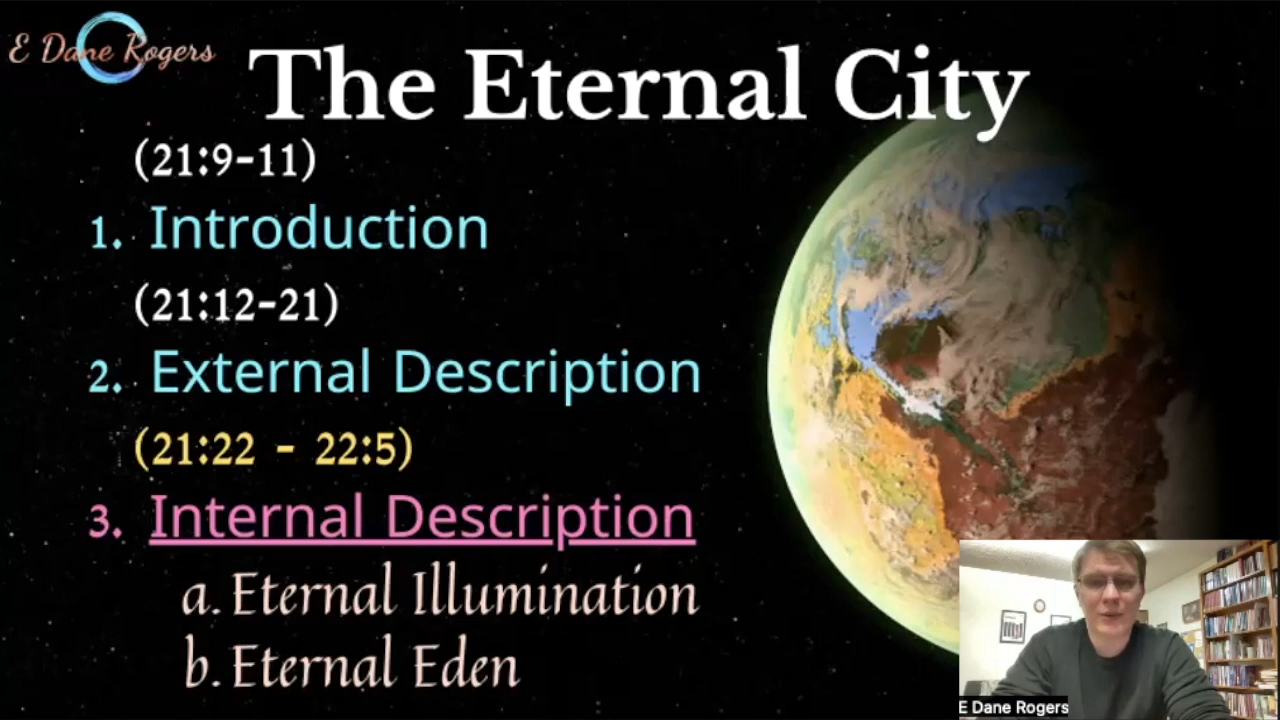 E Dane Rogers
The Eternal City
(21:9-11)
1. Introduction
(21:12-21)
2. External Description
(21:22 - 22:5)
3. Internal Description
a. Eternal Illumination
b. Eternal Eden
E Dane Rogers